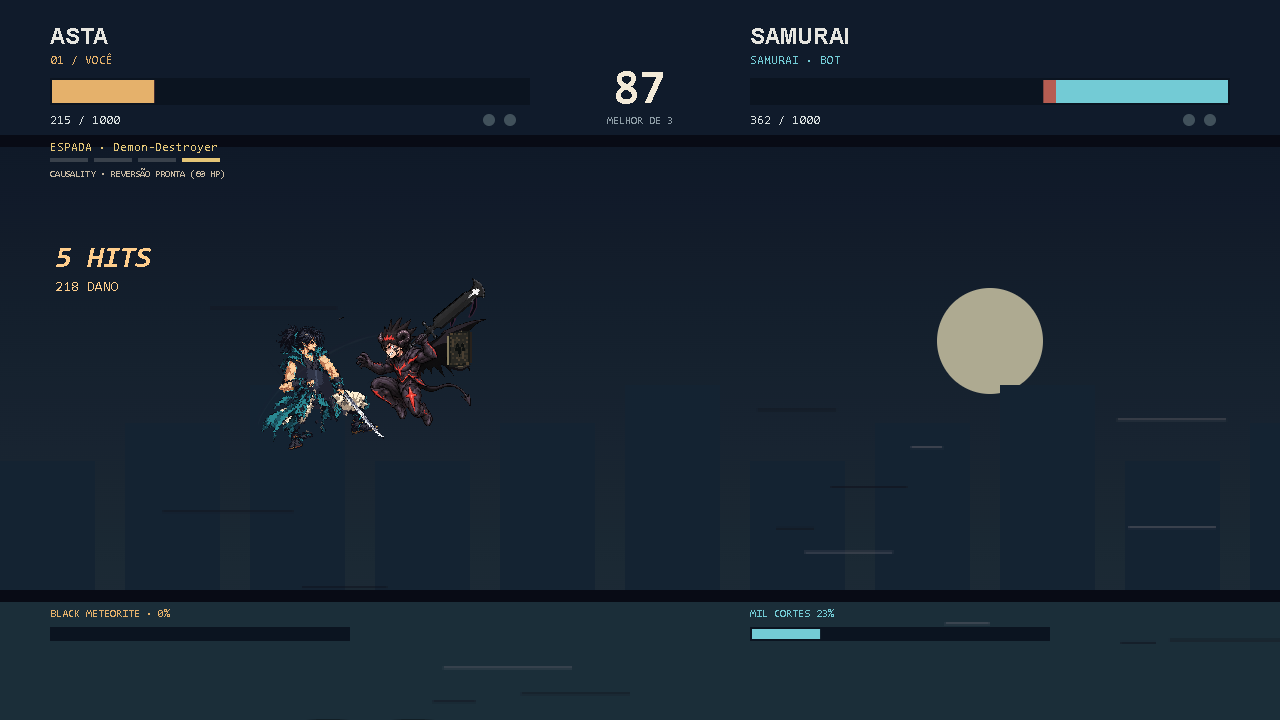 ASTA
01 / VOCÊ
215 / 1000
87
MELHOR DE 3
SAMURAI
SAMURAI · BOT
362 / 1000
ESPADA · Demon-Destroyer
CAUSALITY · REVERSÃO PRONTA (60 HP)
5 HITS
218 DANO
BLACK METEORITE · 0%
MIL CORTES 23%